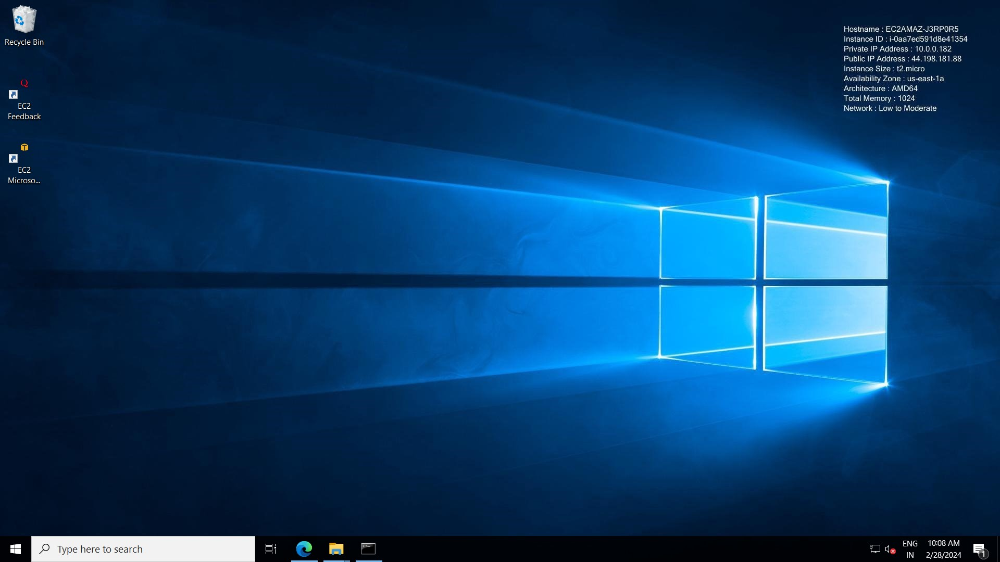 Recycle Bin
EC2
Feedback
EC2
Microso...
Hostname : EC2AMAZ-J3RP0R5
Instance ID : i-0aa7ed591d8e41354
Private IP Address : 10.0.0.182
Public IP Address : 44.198.181.88
Instance Size : t2.micro
Availability Zone : us-east-1a
Architecture : AMD64
Total Memory : 1024
Network : Low to Moderate
Type here to search
ENG
IN
10:08 AM
2/28/2024
1